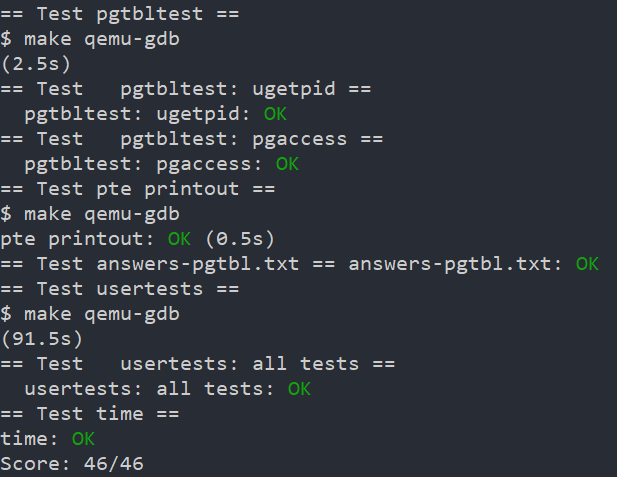 == Test pgtbltest ==
$ make qemu-gdb
(2.5s)
== Test   pgtbltest: ugetpid ==
  pgtbltest: ugetpid: OK
== Test   pgtbltest: pgaccess ==
  pgtbltest: pgaccess: OK
== Test pte printout ==
$ make qemu-gdb
pte printout: OK (0.5s)
== Test answers-pgtbl.txt == answers-pgtbl.txt: OK
== Test usertests ==
$ make qemu-gdb
(91.5s)
== Test   usertests: all tests ==
  usertests: all tests: OK
== Test time ==
time: OK
Score: 46/46